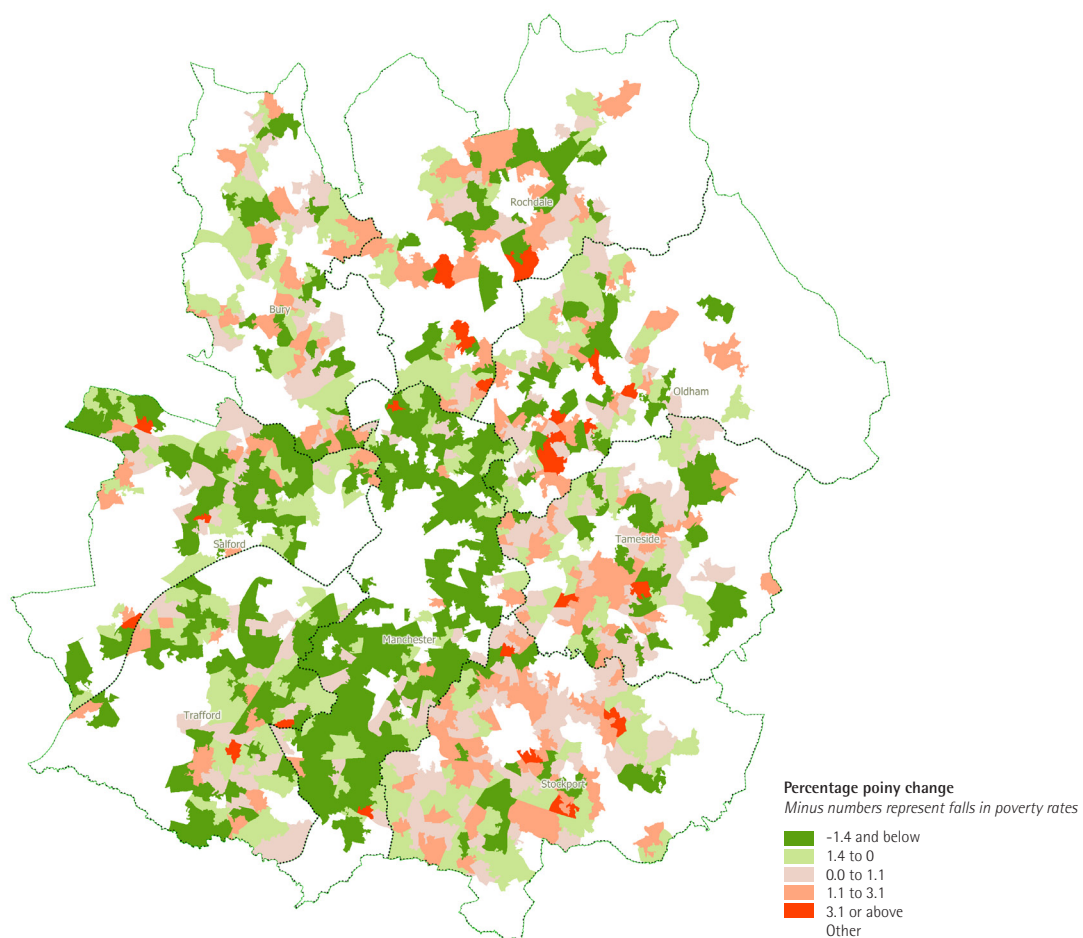 Rochdale
Bury
Oldham
Salford
Tameside
Manchester
Trafford
Stockport
Percentage poiny change
Minus numbers represent falls in poverty rates
-1.4 and below
1.4 to 0
0.0 to 1.1
1.1 to 3.1
3.1 or above
Other